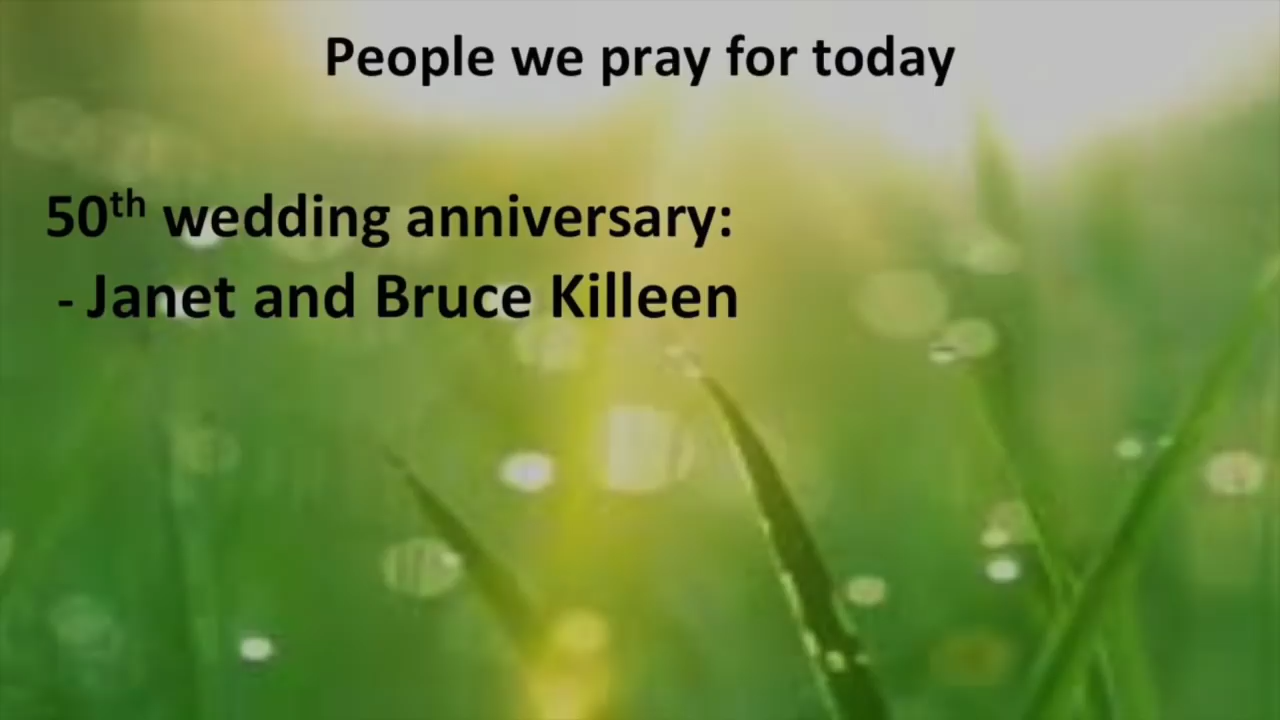 People we pray for today
50th wedding anniversary:
- Janet and Bruce Killeen